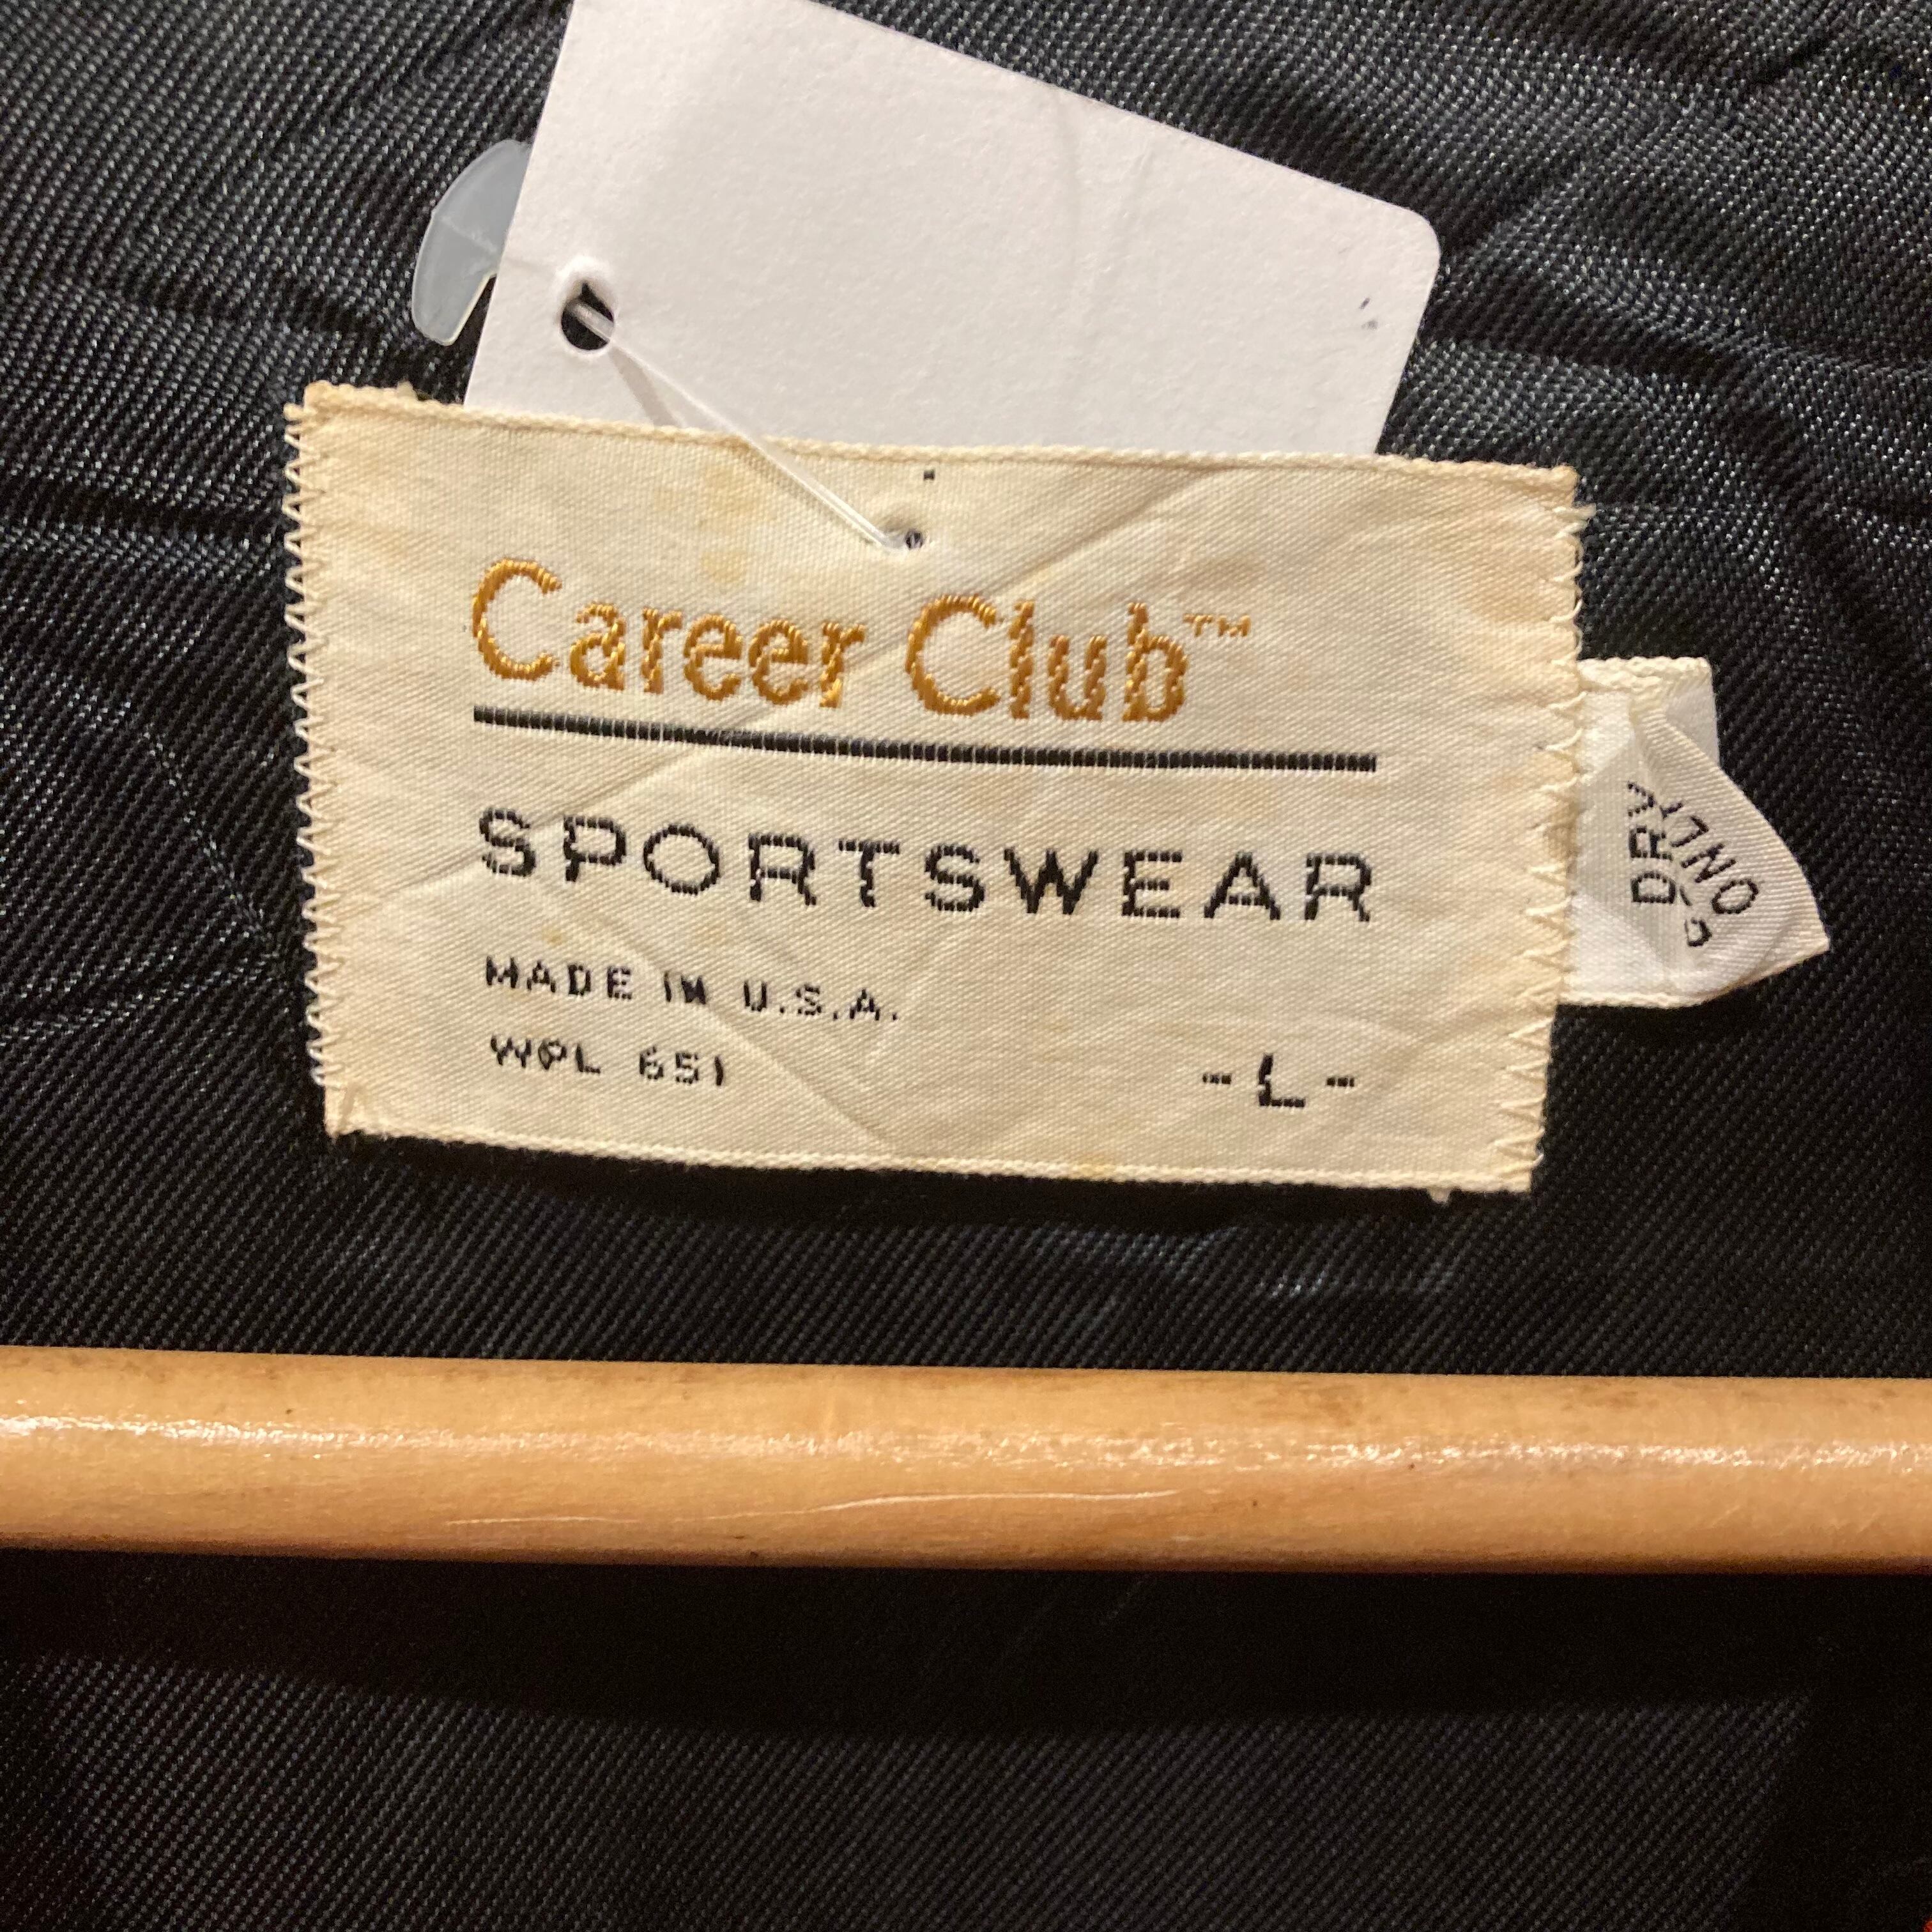 Career Club™
SPORTSWEAR
MADE IN U.S.A.
WPL 651
-L-
DRY
ONLY